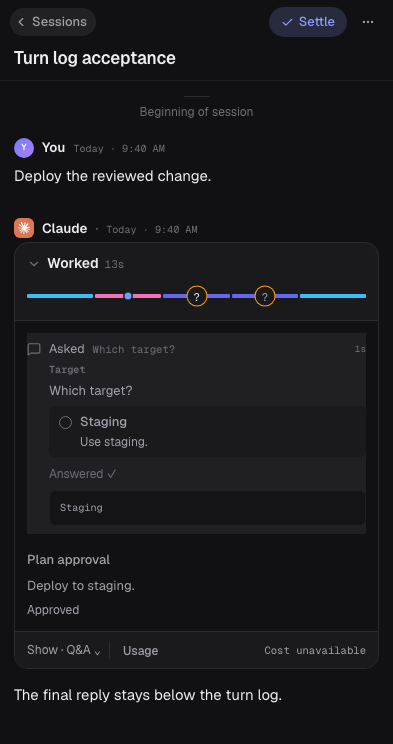 Sessions
Settle
Turn log acceptance
Beginning of session
Y You Today · 9:40 AM
Deploy the reviewed change.
Claude · Today · 9:40 AM
Worked 13s
? ?
Asked Which target? 1s
Target
Which target?
Staging
Use staging.
Answered ✓
Staging
Plan approval
Deploy to staging.
Approved
Show · Q&A Usage Cost unavailable
The final reply stays below the turn log.